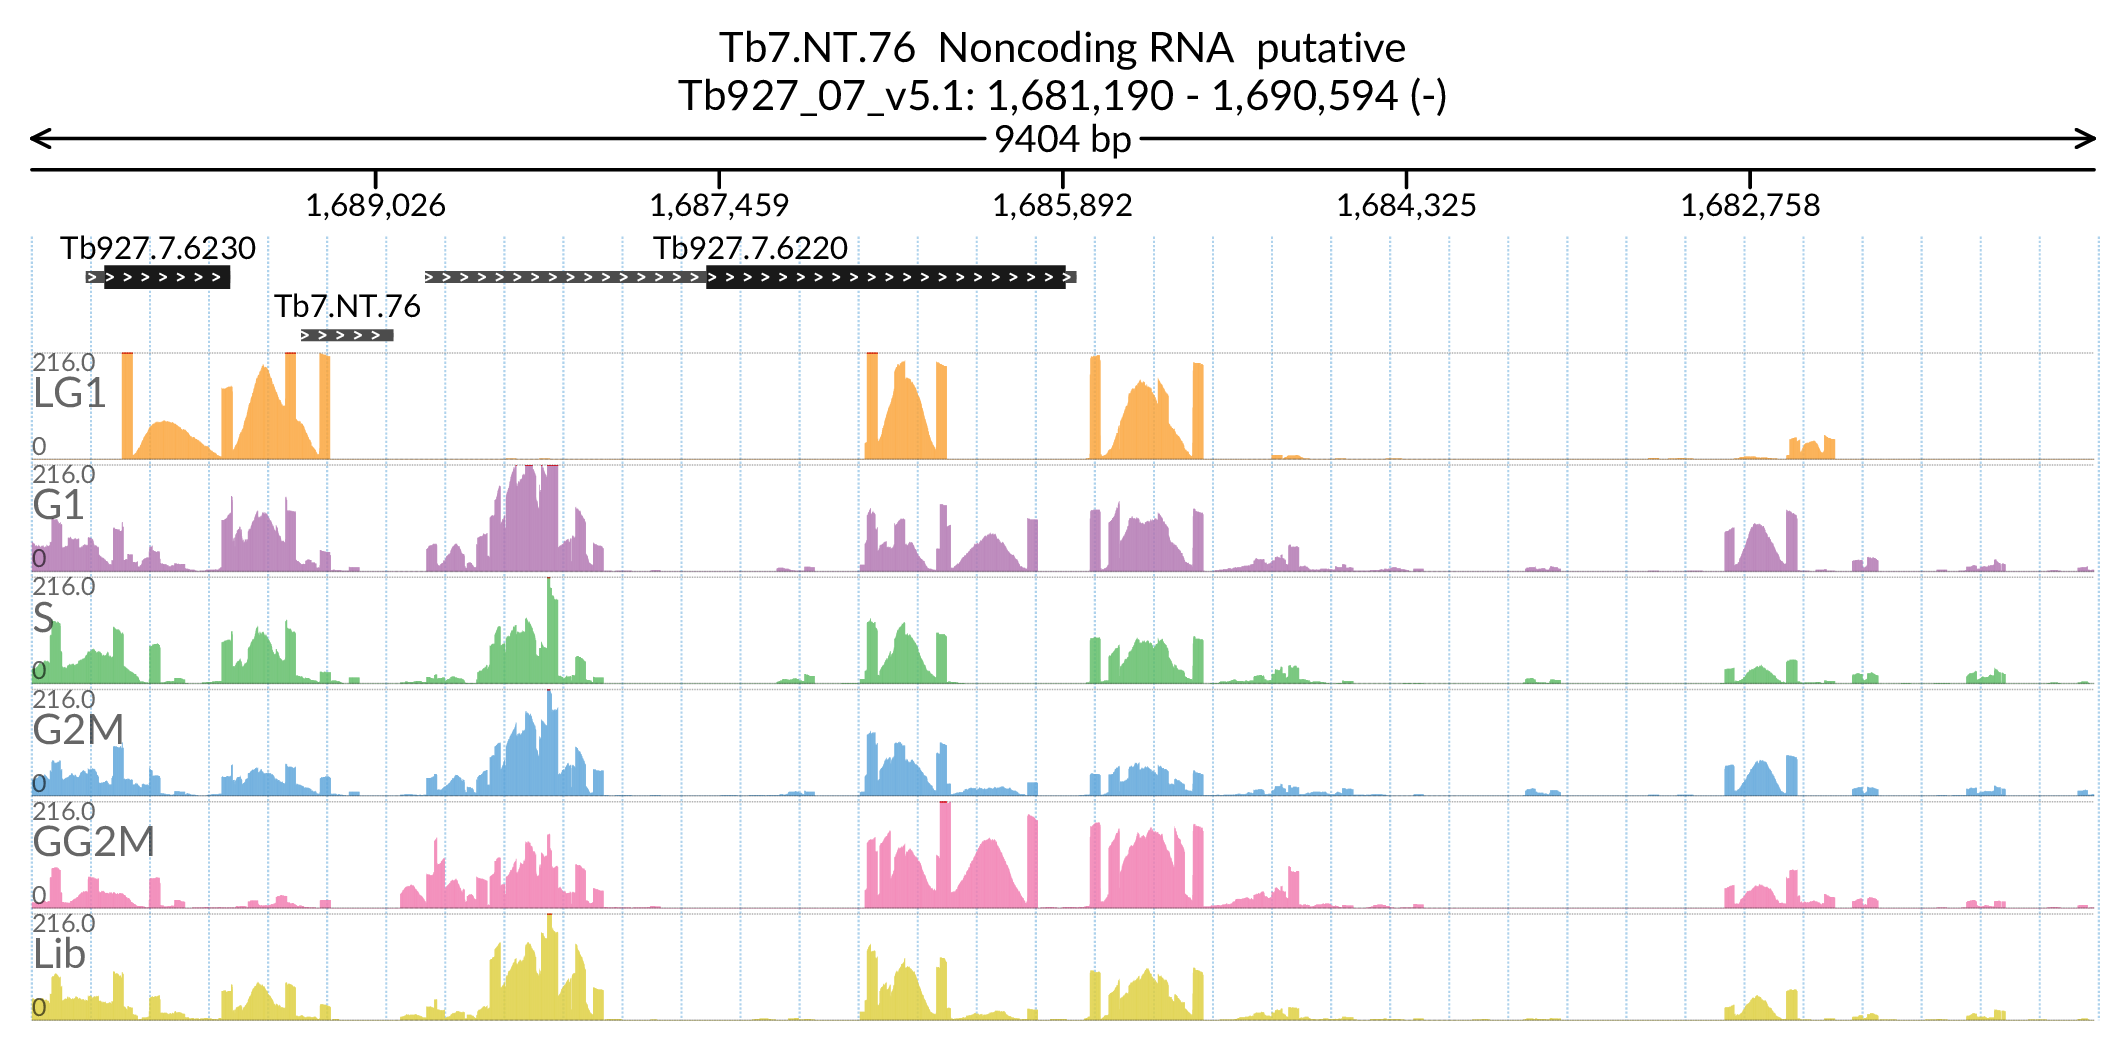 Tb7.NT.76 Noncoding RNA putative
Tb927_07_v5.1: 1,681,190 - 1,690,594 (-)
9404 bp
1,689,026 1,687,459 1,685,892 1,684,325 1,682,758
Tb927.7.6230 Tb927.7.6220
Tb7.NT.76
216.0
LG1
0
216.0
G1
0
216.0
S
0
216.0
G2M
0
216.0
GG2M
0
216.0
Lib
0